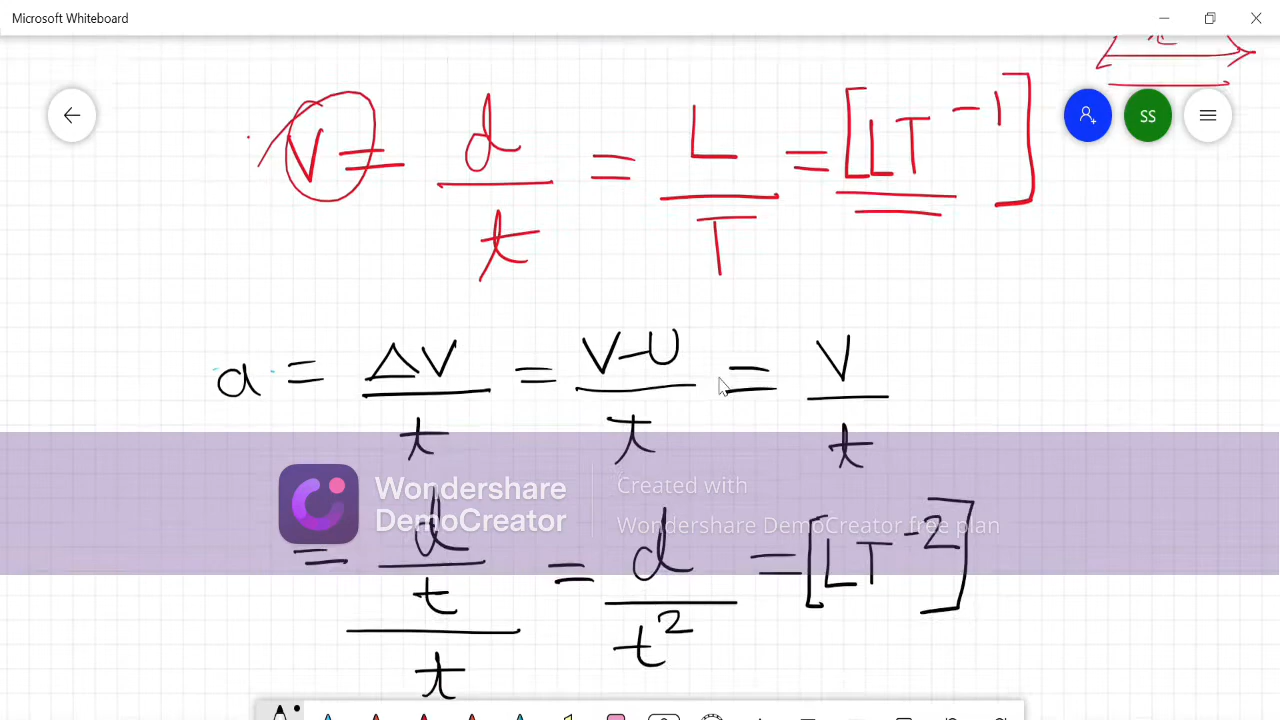 Microsoft Whiteboard
V = d/t = L/T = [LT⁻¹]
SS
a = ΔV/t = V-U/t = V/t
Wondershare DemoCreator
Created with
Wondershare DemoCreator free plan
= d/t/t = d/t² = [LT⁻²]